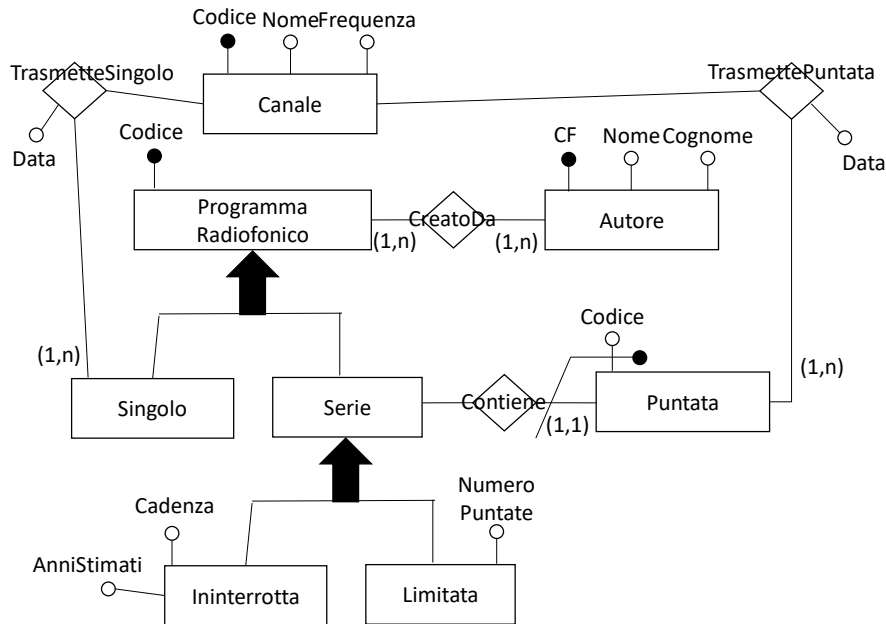 Codice
NomeFrequenza
TrasmetteSingolo
TrasmettePuntata
Canale
Data
Codice
CF
Nome
Cognome
Data
Programma
Radiofonico
CreatoDa
Autore
(1,n)
(1,n)
Codice
(1,n)
(1,n)
Singolo
Serie
Contiene
Puntata
(1,1)
Cadenza
Numero
Puntate
AnniStimati
Ininterrotta
Limitata